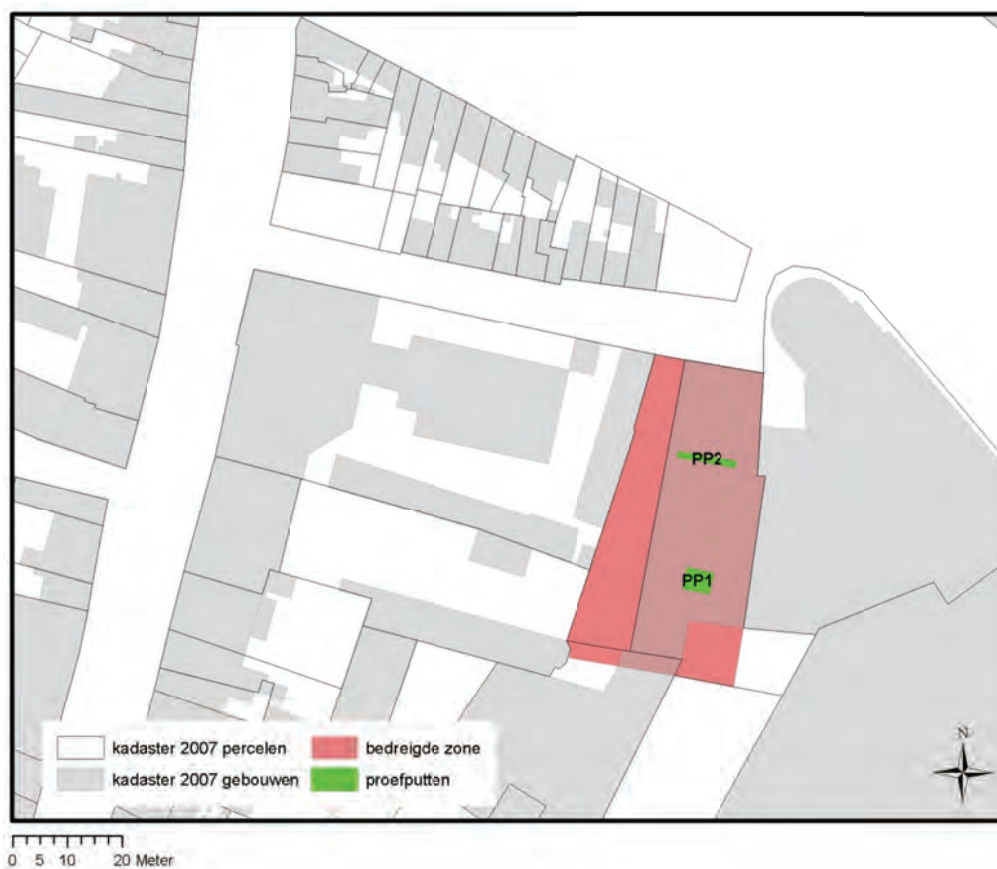 PP2
PP1
kadaster 2007 percelen
bedreigde zone
kadaster 2007 gebouwen
proefputten
N
0 5 10 20 Meter